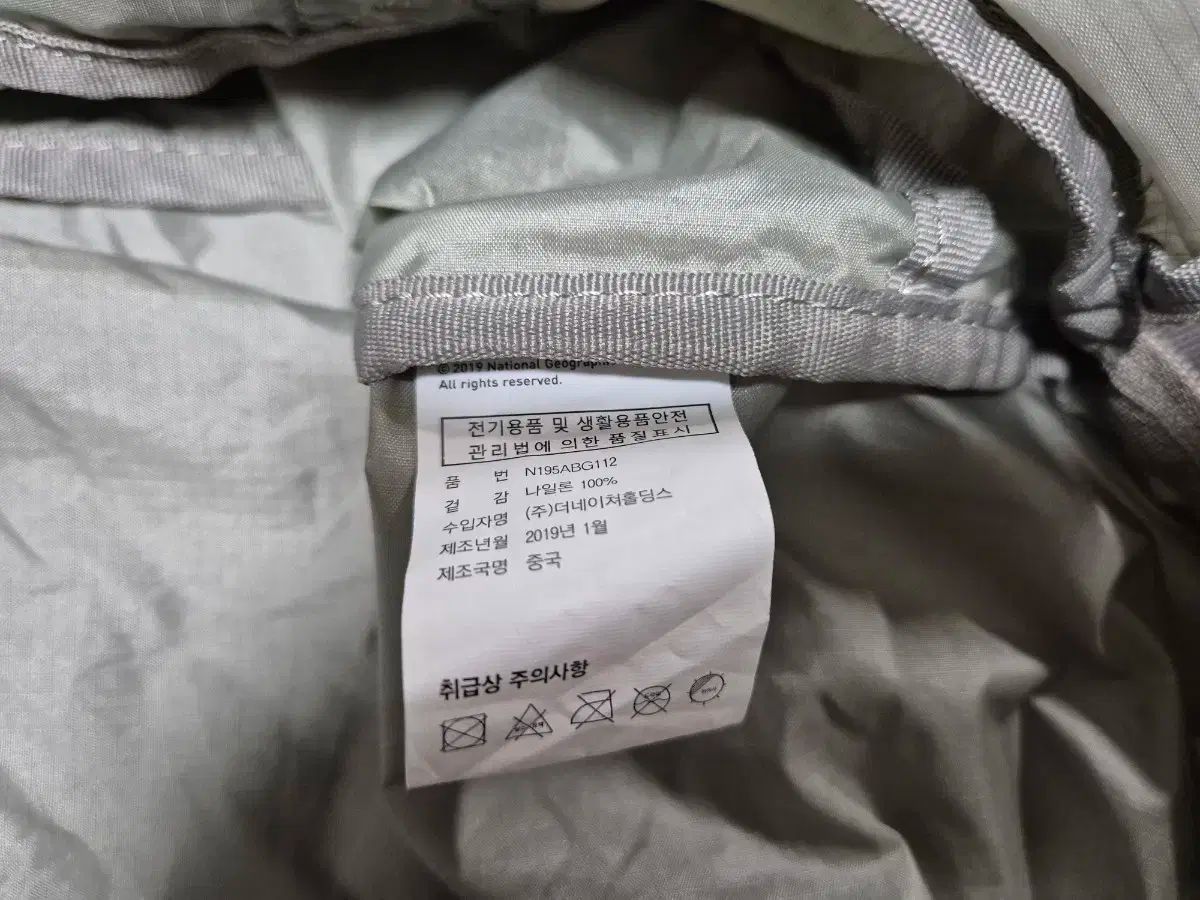 © 2019 National Geographic
All rights reserved.
전기용품 및 생활용품안전
관리법에 의한 품질표시
품 번 N195ABG112
겉 감 나일론 100%
수입자명 (주)더네이쳐홀딩스
제조년월 2019년 1월
제조국명 중국
취급상 주의사항